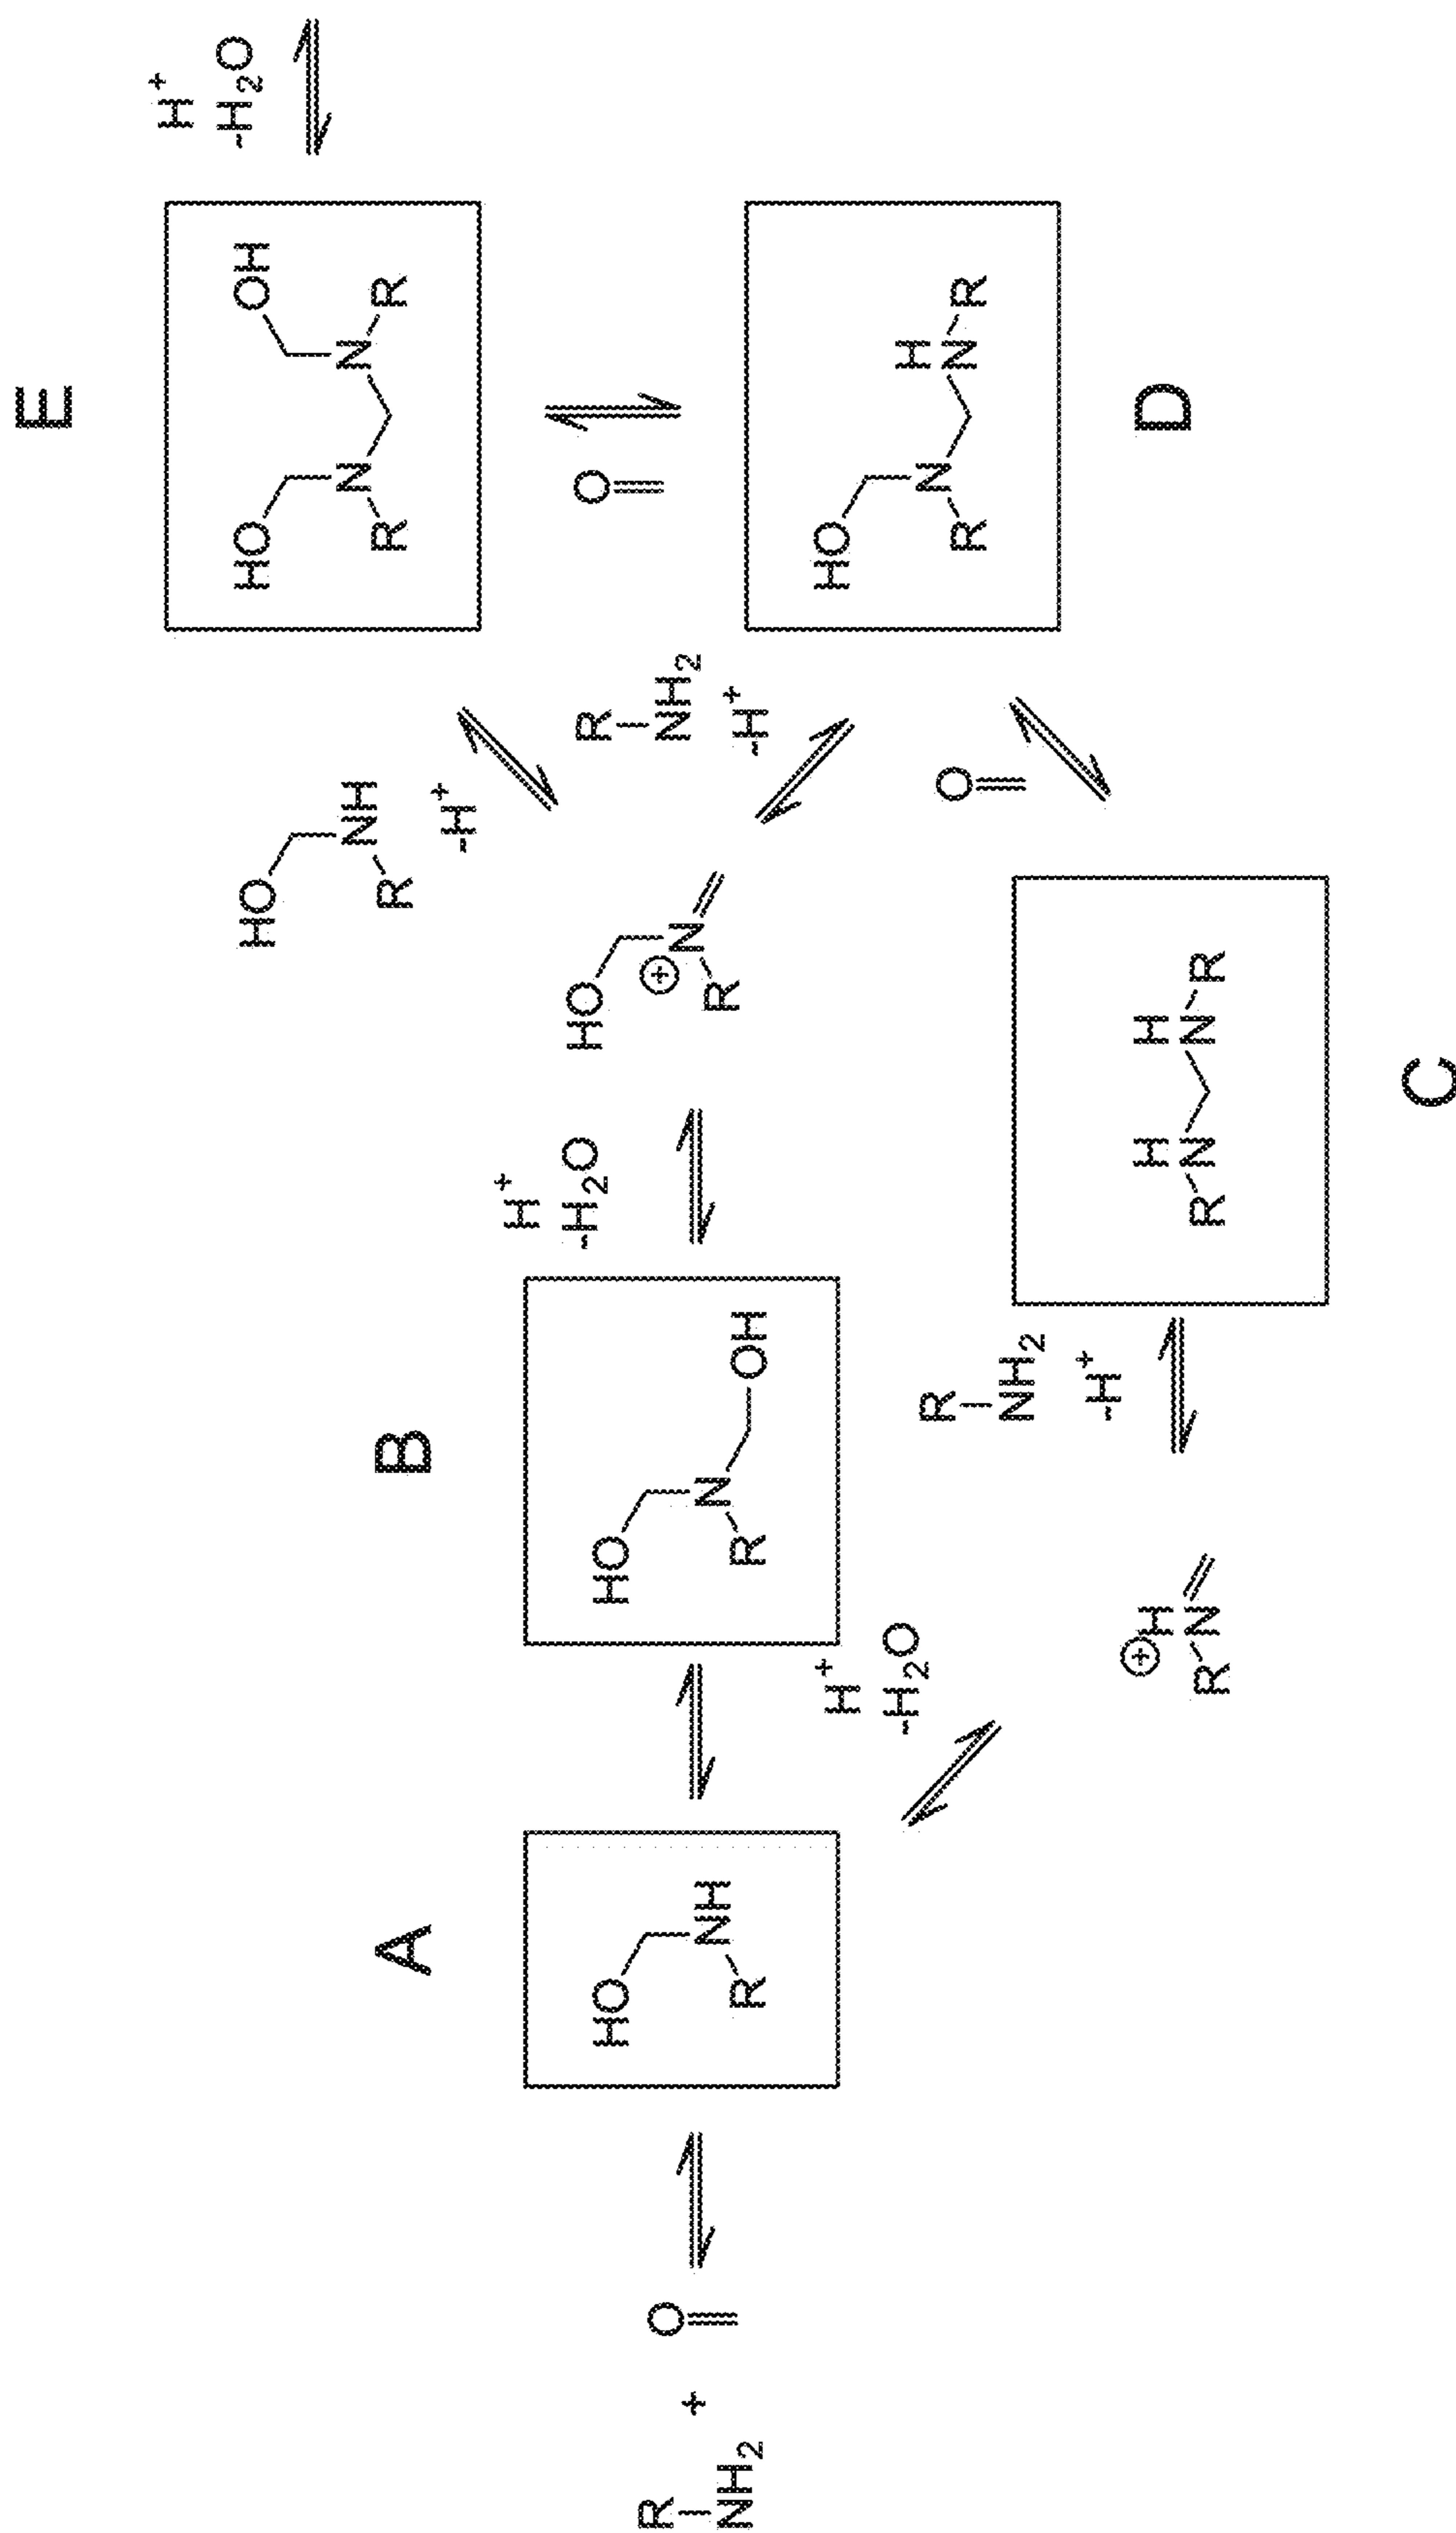 E
H⁺
-H₂O
HO OH
N N
R R
HO
NH
R
-H⁺
A
B
H⁺
-H₂O
HO
⊕
N
R
R
NH₂
-H⁺
O
R
NH₂
+
O
HO
NH
R
HO
N OH
R
HO
H
N N
R R
D
H⁺
-H₂O
R
NH₂
-H⁺
O
⊕
H
N
R
H H
N N
R R
C